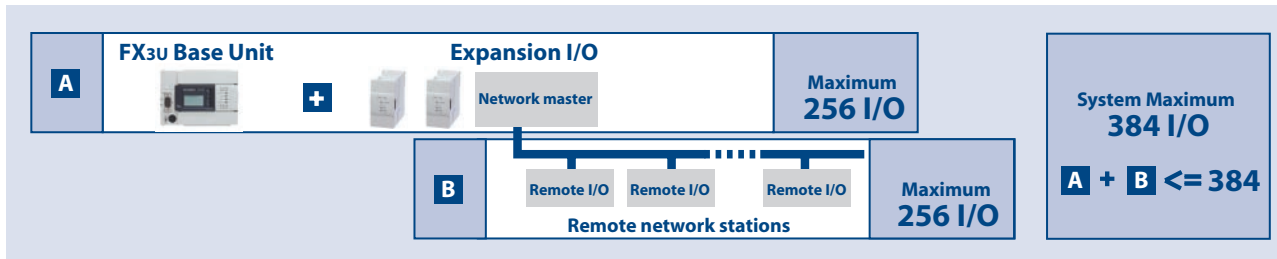 A
FX3U Base Unit
+
Expansion I/O
Network master
Maximum
256 I/O
B
Remote I/O
Remote I/O
Remote I/O
Remote network stations
Maximum
256 I/O
System Maximum
384 I/O
A + B <= 384